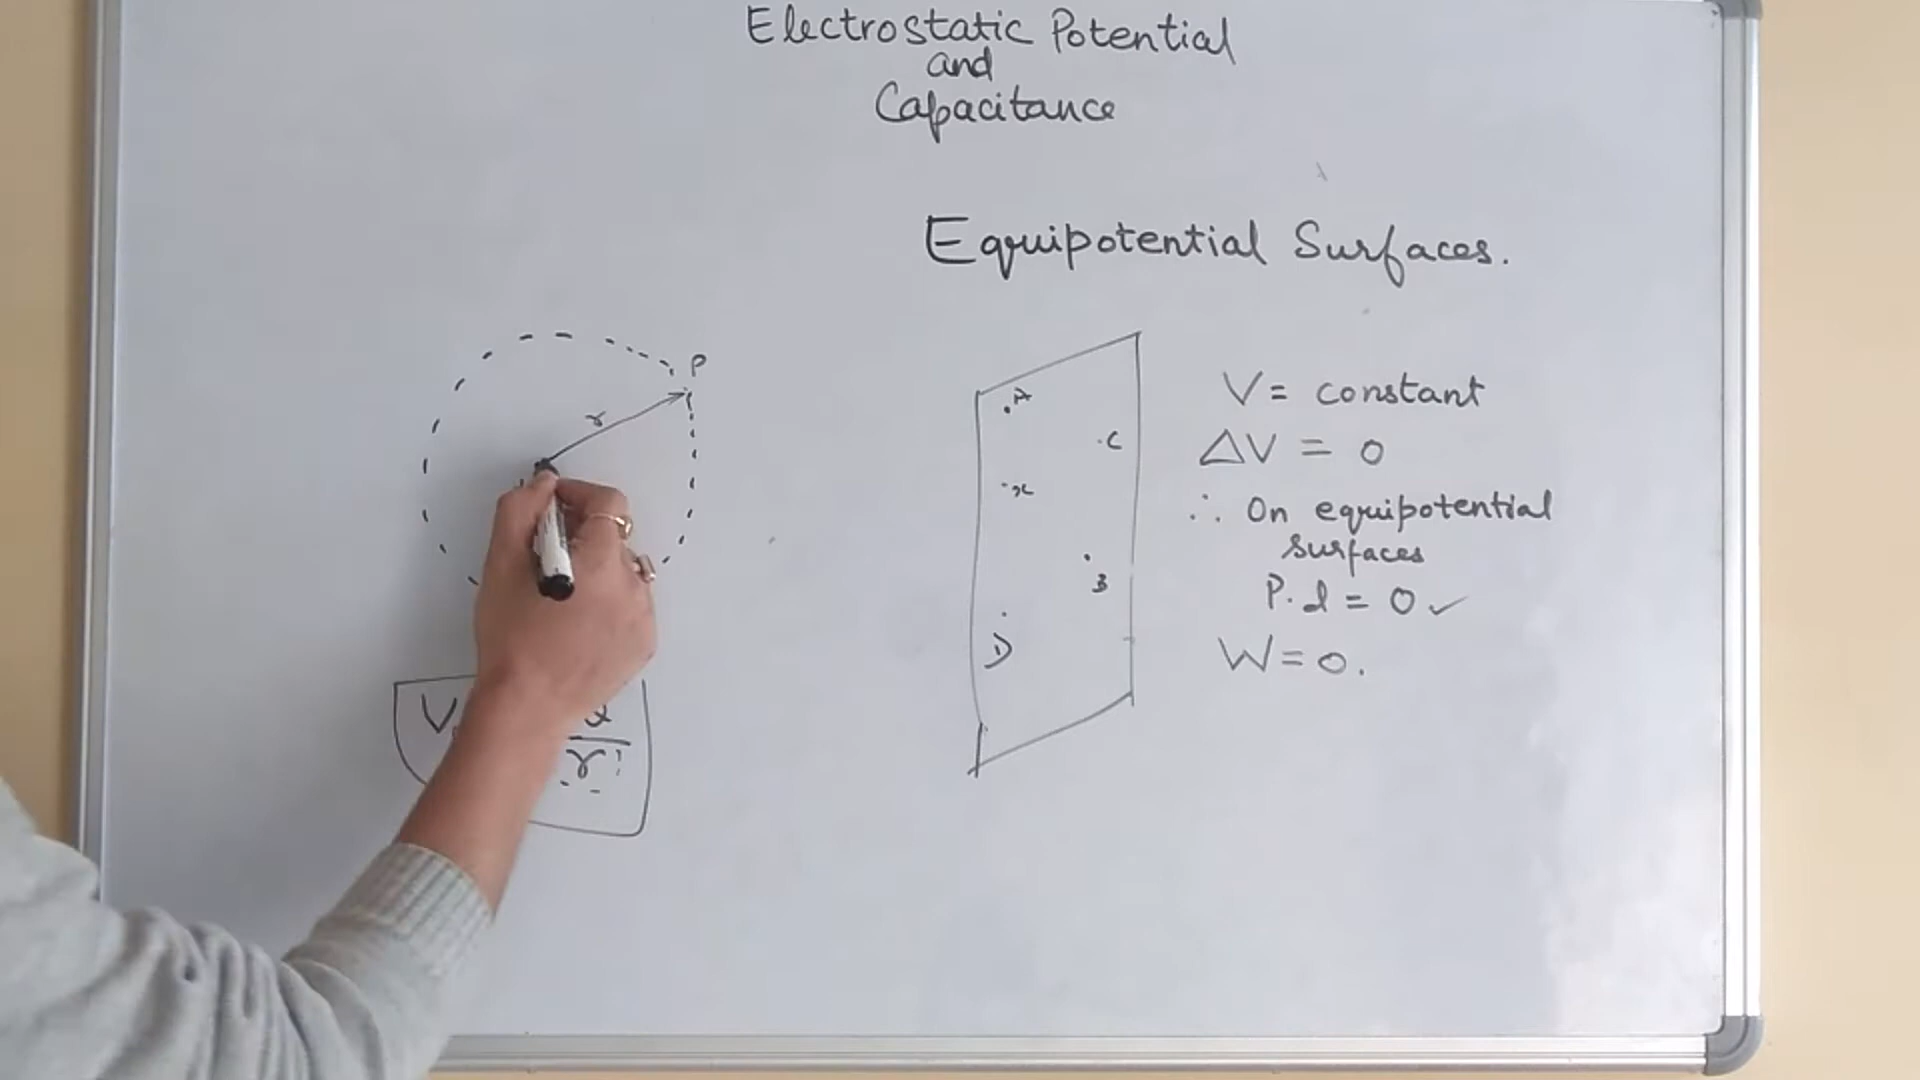 Electrostatic Potential
and
Capacitance
Equipotential Surfaces.
P
r
V
r
A
C
x
B
D
V = constant
ΔV = 0
∴ On equipotential
surfaces
P.d = 0 ✓
W = 0.